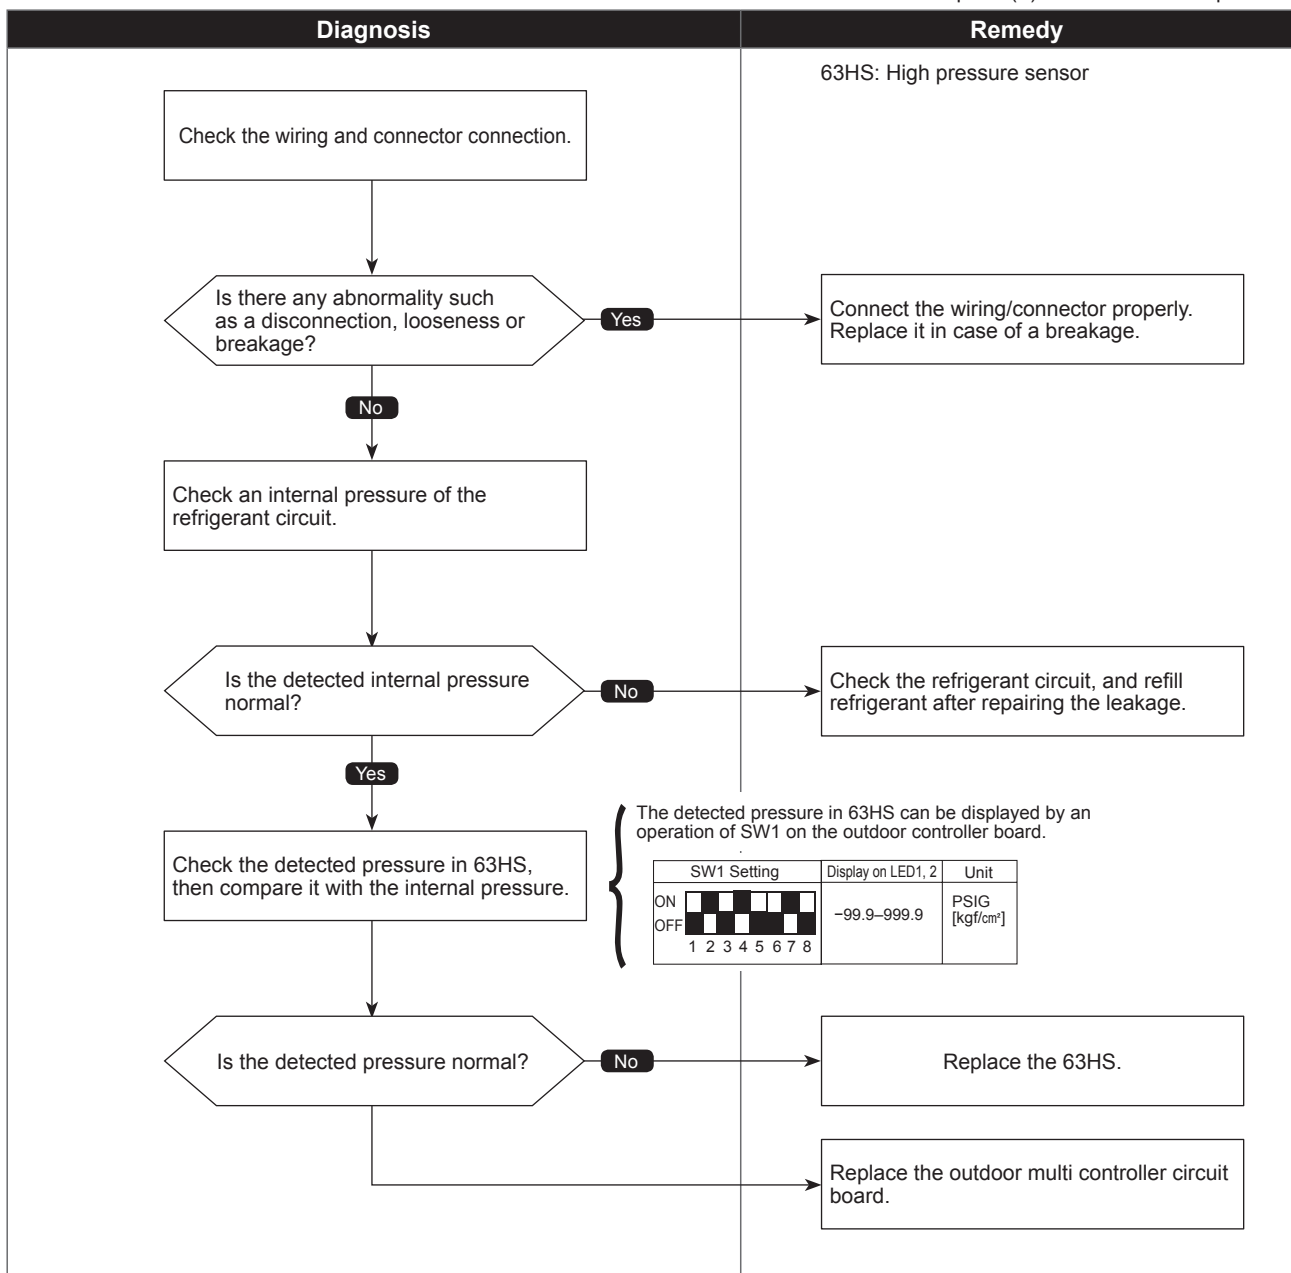 Diagnosis
Remedy
63HS: High pressure sensor
Check the wiring and connector connection.
Is there any abnormality such
as a disconnection, looseness or
breakage?
Yes
Connect the wiring/connector properly.
Replace it in case of a breakage.
No
Check an internal pressure of the
refrigerant circuit.
Is the detected internal pressure
normal?
No
Check the refrigerant circuit, and refill
refrigerant after repairing the leakage.
Yes
The detected pressure in 63HS can be displayed by an
operation of SW1 on the outdoor controller board.
Check the detected pressure in 63HS,
then compare it with the internal pressure.
SW1 Setting
Display on LED1, 2
Unit
ON
OFF
1 2 3 4 5 6 7 8
−99.9–999.9
PSIG
[kgf/cm²]
Is the detected pressure normal?
No
Replace the 63HS.
Replace the outdoor multi controller circuit
board.